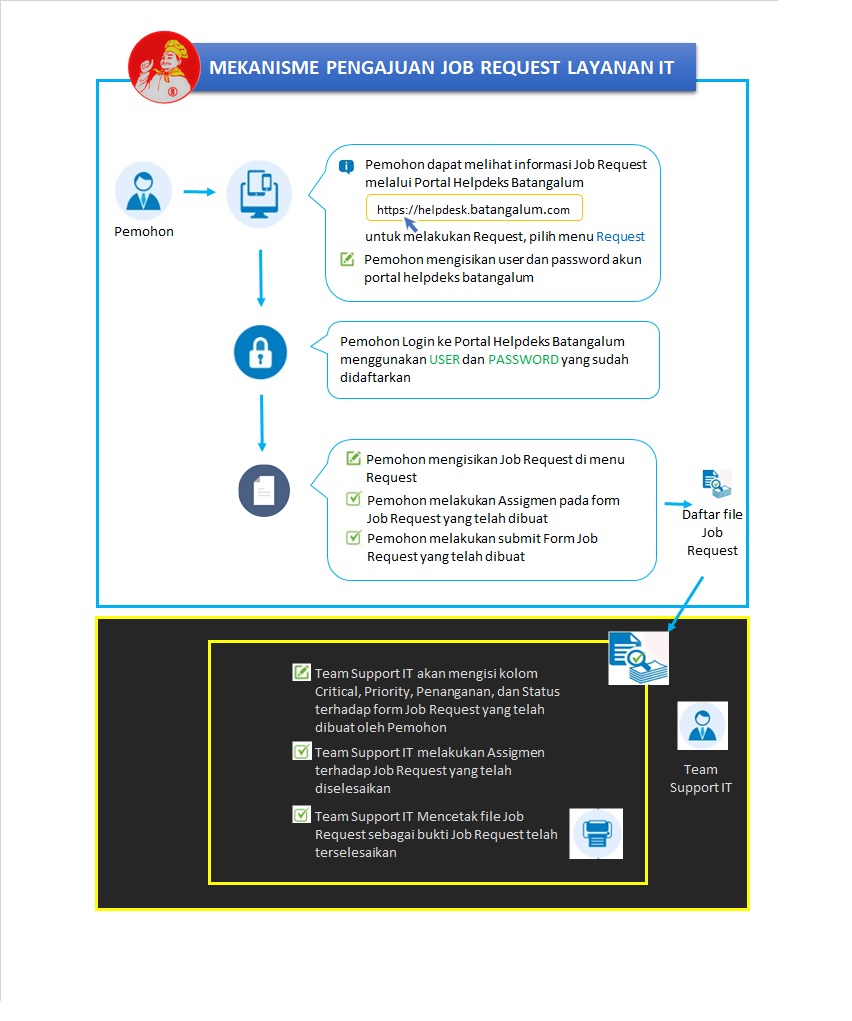 MEKANISME PENGAJUAN JOB REQUEST LAYANAN IT
Pemohon
Pemohon dapat melihat informasi Job Request
melalui Portal Helpdeks Batangalum
https://helpdesk.batangalum.com
untuk melakukan Request, pilih menu Request
Pemohon mengisikan user dan password akun
portal helpdeks batangalum
Pemohon Login ke Portal Helpdeks Batangalum
menggunakan USER dan PASSWORD yang sudah
didaftarkan
Pemohon mengisikan Job Request di menu
Request
Pemohon melakukan Assigmen pada form
Job Request yang telah dibuat
Pemohon melakukan submit Form Job
Request yang telah dibuat
Daftar file
Job
Request
Team Support IT akan mengisi kolom
Critical, Priority, Penanganan, dan Status
terhadap form Job Request yang telah
dibuat oleh Pemohon
Team Support IT melakukan Assigmen
terhadap Job Request yang telah
diselesaikan
Team Support IT Mencetak file Job
Request sebagai bukti Job Request telah
terselesaikan
Team
Support IT